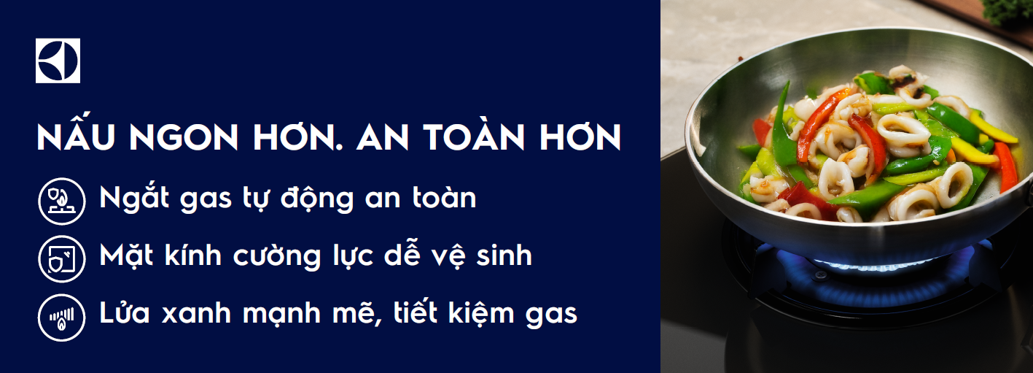 NẤU NGON HƠN. AN TOÀN HƠN
Ngắt gas tự động an toàn
Mặt kính cường lực dễ vệ sinh
Lửa xanh mạnh mẽ, tiết kiệm gas